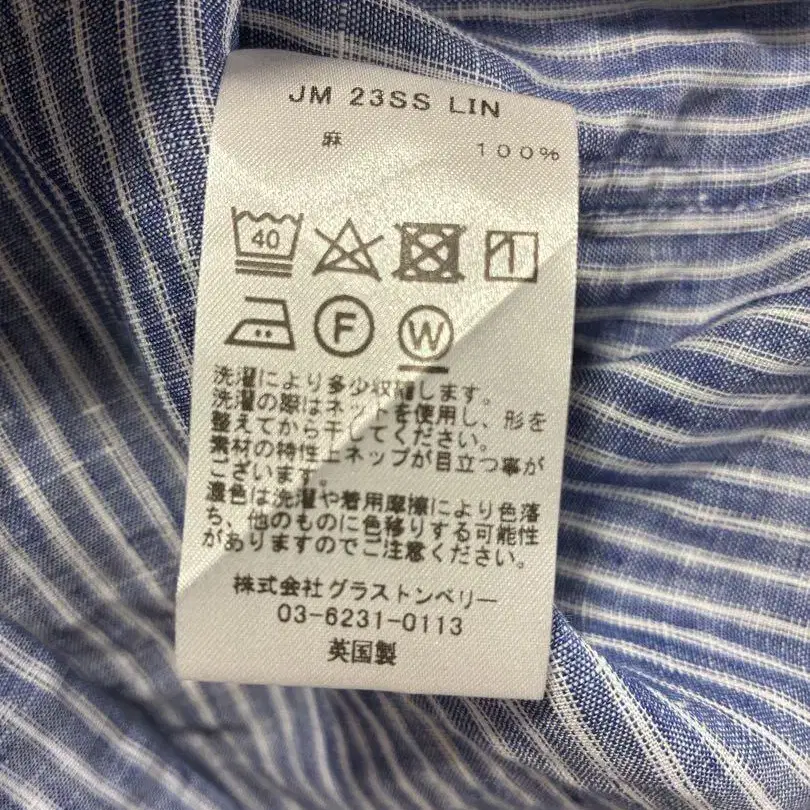 JM 23SS LIN
麻 100%
40
F W
洗濯により多少収縮します。
洗濯の際はネットを使用し、形を
整えてから干してください。
素材の特性上ネップが目立つ事が
ございます。
濃色は洗濯や着用摩擦により色落
ち、他のものに色移りする可能性
がありますのでご注意ください。
株式会社グラストンベリー
03-6231-0113
英国製